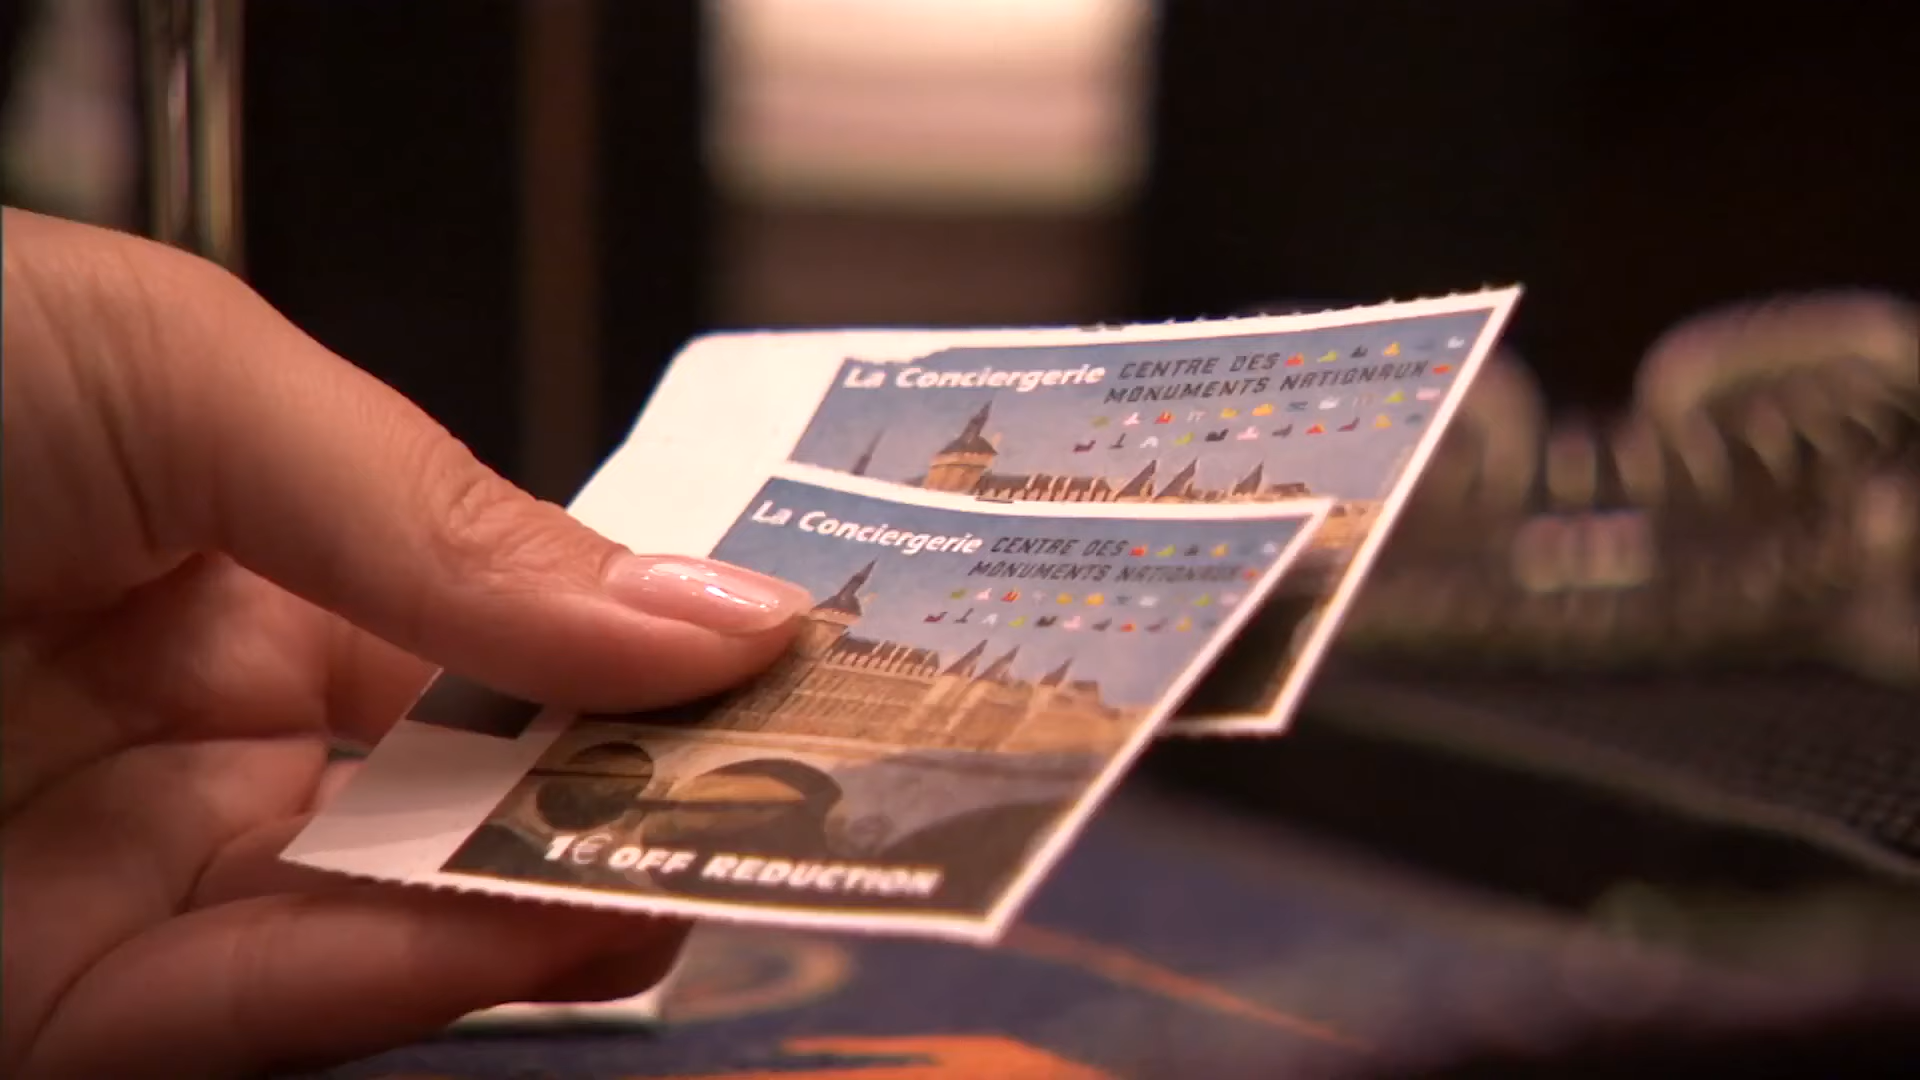 La Conciergerie
CENTRE DES
MONUMENTS NATIONAUX
La Conciergerie
CENTRE DES
MONUMENTS NATIONAUX
1€ OFF REDUCTION